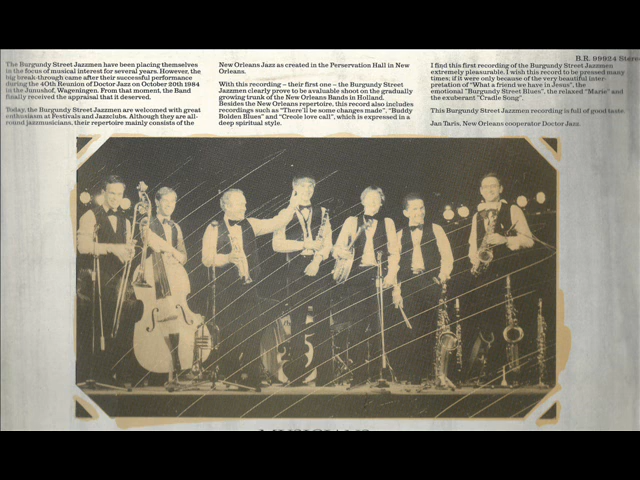 B.R. 99924 Stereo
The Burgundy Street Jazzmen have been placing themselves
in the focus of musical interest for several years. However, the
big break-through came after their successful performance
during the 40th Reunion of Doctor Jazz on October 20th 1984
in the Junushof, Wageningen. From that moment, the Band
finally received the appraisal that it deserved.
Today, the Burgundy Street Jazzmen are welcomed with great
enthusiasm at Festivals and Jazzclubs. Although they are all-
round jazzmusicians, their repertoire mainly consists of the
New Orleans Jazz as created in the Perservation Hall in New
Orleans.
With this recording – their first one – the Burgundy Street
Jazzmen clearly prove to be avaluable shoot on the gradually
growing trunk of the New Orleans Bands in Holland.
Besides the New Orleans repertoire, this record also includes
recordings such as "There'll be some changes made", "Buddy
Bolden Blues" and "Creole love call", which is expressed in a
deep spiritual style.
I find this first recording of the Burgundy Street Jazzmen
extremely pleasurable. I wish this record to be pressed many
times; if it were only because of the very beautiful inter-
pretation of "What a friend we have in Jesus", the
emotional "Burgundy Street Blues", the relaxed "Marie" and
the exuberant "Cradle Song".
This Burgundy Street Jazzmen recording is full of good taste.
Jan Taris, New Orleans cooperator Doctor Jazz.